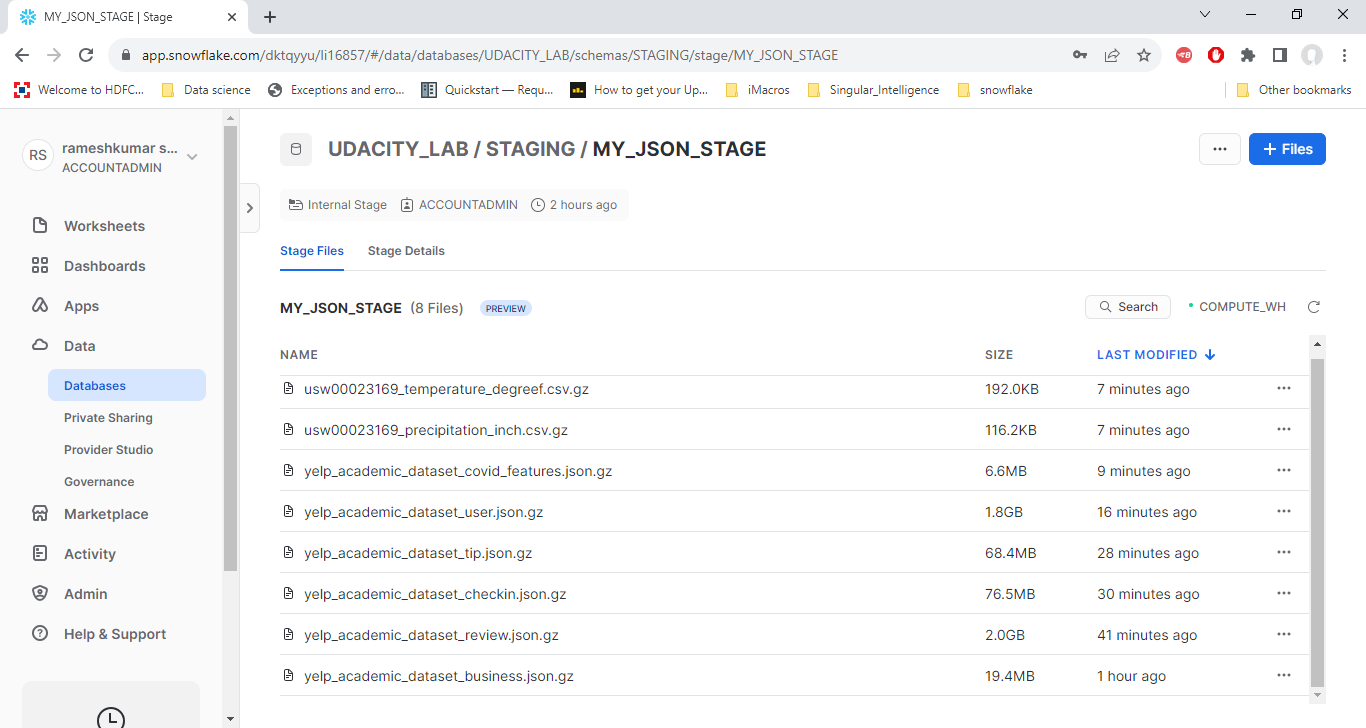 MY_JSON_STAGE | Stage
app.snowflake.com/dktqyyu/li16857/#/data/databases/UDACITY_LAB/schemas/STAGING/stage/MY_JSON_STAGE
Welcome to HDFC... Data science Exceptions and erro... Quickstart — Requ... How to get your Up... iMacros Singular_Intelligence snowflake Other bookmarks
RS rameshkumar s...
ACCOUNTADMIN
Worksheets
Dashboards
Apps
Data
Databases
Private Sharing
Provider Studio
Governance
Marketplace
Activity
Admin
Help & Support
UDACITY_LAB / STAGING / MY_JSON_STAGE
... + Files
Internal Stage ACCOUNTADMIN 2 hours ago
Stage Files Stage Details
MY_JSON_STAGE (8 Files) PREVIEW Search COMPUTE_WH
NAME SIZE LAST MODIFIED
usw00023169_temperature_degreef.csv.gz 192.0KB 7 minutes ago ...
usw00023169_precipitation_inch.csv.gz 116.2KB 7 minutes ago ...
yelp_academic_dataset_covid_features.json.gz 6.6MB 9 minutes ago ...
yelp_academic_dataset_user.json.gz 1.8GB 16 minutes ago ...
yelp_academic_dataset_tip.json.gz 68.4MB 28 minutes ago ...
yelp_academic_dataset_checkin.json.gz 76.5MB 30 minutes ago ...
yelp_academic_dataset_review.json.gz 2.0GB 41 minutes ago ...
yelp_academic_dataset_business.json.gz 19.4MB 1 hour ago ...